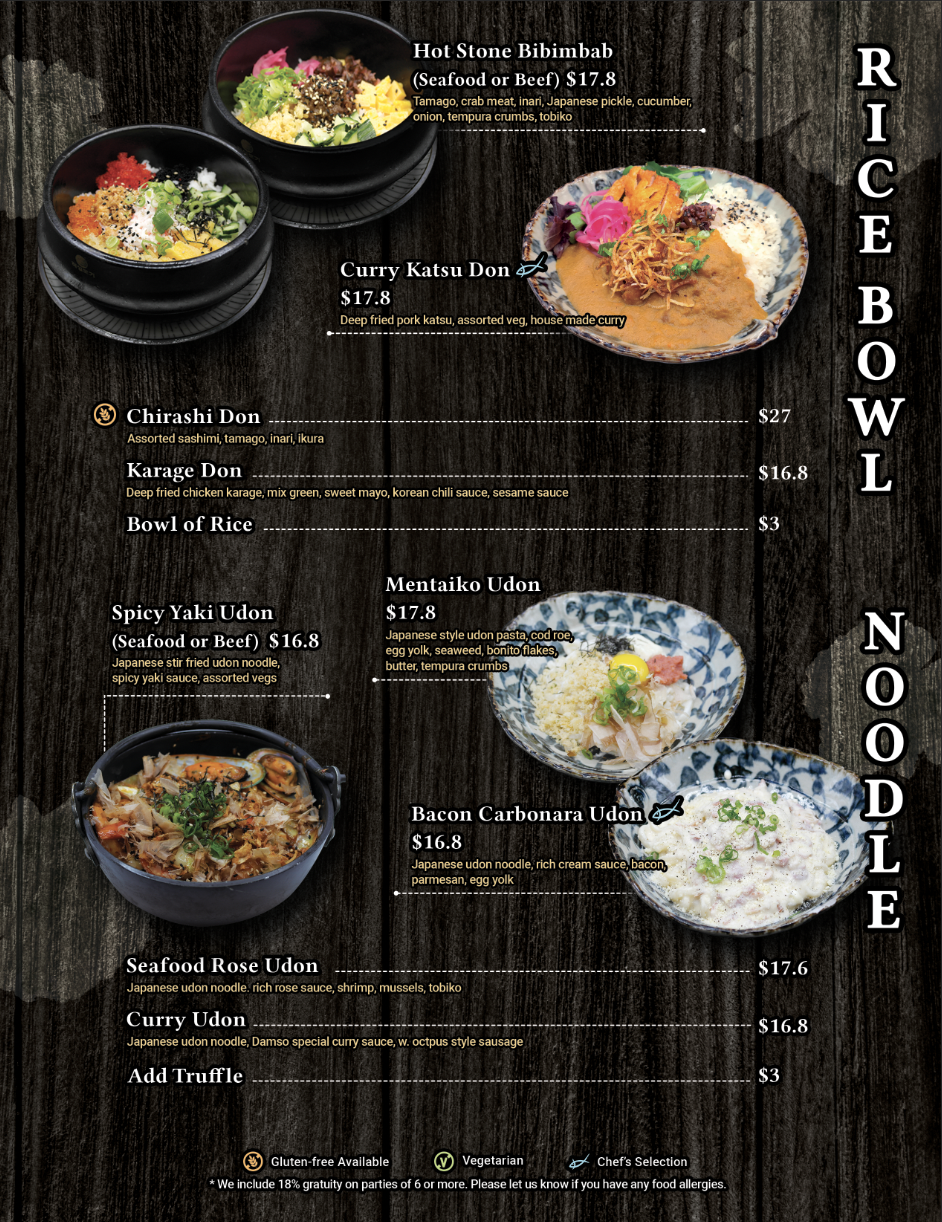 Hot Stone Bibimbab
(Seafood or Beef) $17.8
Tamago, crab meat, inari, Japanese pickle, cucumber,
onion, tempura crumbs, tobiko
Curry Katsu Don
$17.8
Deep fried pork katsu, assorted veg, house made curry
RICE BOWL
Chirashi Don $27
Assorted sashimi, tamago, inari, ikura
Karage Don $16.8
Deep fried chicken karage, mix green, sweet mayo, korean chili sauce, sesame sauce
Bowl of Rice $3
Spicy Yaki Udon
(Seafood or Beef) $16.8
Japanese stir fried udon noodle,
spicy yaki sauce, assorted vegs
Mentaiko Udon
$17.8
Japanese style udon pasta, cod roe,
egg yolk, seaweed, bonito flakes,
butter, tempura crumbs
Bacon Carbonara Udon
$16.8
Japanese udon noodle, rich cream sauce, bacon,
parmesan, egg yolk
NOODLE
Seafood Rose Udon $17.6
Japanese udon noodle. rich rose sauce, shrimp, mussels, tobiko
Curry Udon $16.8
Japanese udon noodle, Damso special curry sauce, w. octpus style sausage
Add Truffle $3
Gluten-free Available
Vegetarian
Chef's Selection
* We include 18% gratuity on parties of 6 or more. Please let us know if you have any food allergies.